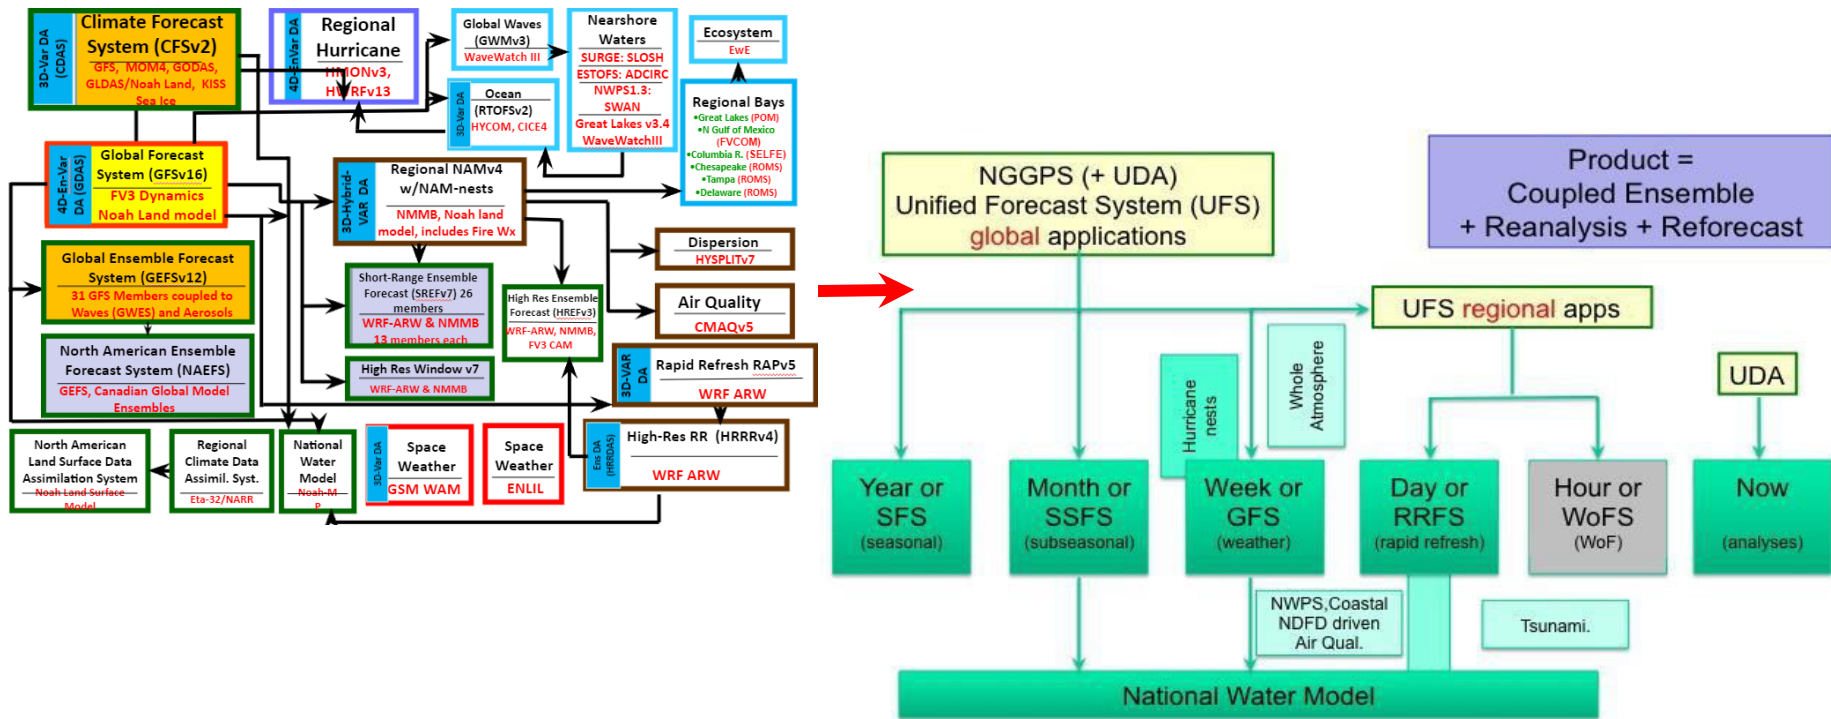 3D-Var DA
(CDAS)
Climate Forecast
System (CFSv2)
GFS, MOM4, GODAS,
GLDAS/Noah Land, KISS
Sea Ice
4D-EnVar DA
Regional
Hurricane
HMONv3,
HWRFv13
Global Waves
(GWMv3)
WaveWatch III
Nearshore
Waters
SURGE: SLOSH
ESTOFS: ADCIRC
NWPS1.3:
SWAN
Great Lakes v3.4
WaveWatchIII
Ecosystem
EwE
3D-Var DA
Ocean
(RTOFSv2)
HYCOM, CICE4
Regional Bays
•Great Lakes (POM)
•N Gulf of Mexico
(FVCOM)
•Columbia R. (SELFE)
•Chesapeake (ROMS)
•Tampa (ROMS)
•Delaware (ROMS)
4D-En-Var
DA (GDAS)
Global Forecast
System (GFSv16)
FV3 Dynamics
Noah Land model
3D-Hybrid-
VAR DA
Regional NAMv4
w/NAM-nests
NMMB, Noah land
model, includes Fire Wx
Dispersion
HYSPLITv7
Global Ensemble Forecast
System (GEFSv12)
31 GFS Members coupled to
Waves (GWES) and Aerosols
Short-Range Ensemble
Forecast (SREFv7) 26
members
WRF-ARW & NMMB
13 members each
High Res Ensemble
Forecast (HREFv3)
WRF-ARW, NMMB,
FV3 CAM
Air Quality
CMAQv5
North American Ensemble
Forecast System (NAEFS)
GEFS, Canadian Global Model
Ensembles
High Res Window v7
WRF-ARW & NMMB
3D-VAR
DA
Rapid Refresh RAPv5
WRF ARW
North American
Land Surface Data
Assimilation System
Noah Land Surface
Model
Regional
Climate Data
Assimil. Syst.
Eta-32/NARR
National
Water
Model
Noah-M
P
3D-Var DA
Space
Weather
GSM WAM
Space
Weather
ENLIL
Ens DA
(HRRDAS)
High-Res RR (HRRRv4)
WRF ARW
NGGPS (+ UDA)
Unified Forecast System (UFS)
global applications
Product =
Coupled Ensemble
+ Reanalysis + Reforecast
UFS regional apps
Hurricane
nests
Whole
Atmosphere
UDA
Year or
SFS
(seasonal)
Month or
SSFS
(subseasonal)
Week or
GFS
(weather)
Day or
RRFS
(rapid refresh)
Hour or
WoFS
(WoF)
Now
(analyses)
NWPS,Coastal
NDFD driven
Air Qual.
Tsunami.
National Water Model